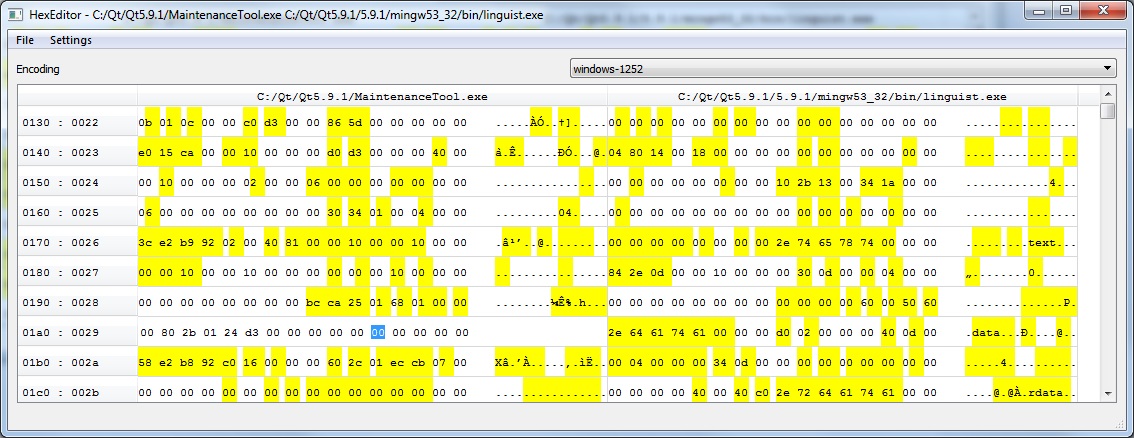 HexEditor - C:/Qt/Qt5.9.1/MaintenanceTool.exe C:/Qt/Qt5.9.1/5.9.1/mingw53_32/bin/linguist.exe
File Settings
Encoding windows-1252
C:/Qt/Qt5.9.1/MaintenanceTool.exe C:/Qt/Qt5.9.1/5.9.1/mingw53_32/bin/linguist.exe
0130 : 0022 0b 01 0c 00 00 c0 d3 00 00 86 5d 00 00 00 00 00 .....ÀÓ..†]..... 00 00 00 00 00 00 00 00 00 00 00 00 00 00 00 00 ................
0140 : 0023 e0 15 ca 00 00 10 00 00 00 d0 d3 00 00 00 40 00 à.Ê......ÐÓ...@. 04 80 14 00 18 00 00 00 00 00 00 00 00 00 00 00 ................
0150 : 0024 00 10 00 00 00 02 00 00 06 00 00 00 00 00 00 00 ................ 00 00 00 00 00 00 00 00 10 2b 13 00 34 1a 00 00 ............4...
0160 : 0025 06 00 00 00 00 00 00 00 00 30 34 01 00 04 00 00 .........04..... 00 00 00 00 00 00 00 00 00 00 00 00 00 00 00 00 ................
0170 : 0026 3c e2 b9 92 02 00 40 81 00 00 10 00 00 10 00 00 .â¹’..@......... 00 00 00 00 00 00 00 00 2e 74 65 78 74 00 00 00 .........text...
0180 : 0027 00 00 10 00 00 10 00 00 00 00 00 00 10 00 00 00 ................ 84 2e 0d 00 00 10 00 00 00 30 0d 00 00 04 00 00 „........0......
0190 : 0028 00 00 00 00 00 00 00 00 bc ca 25 01 68 01 00 00 ........¼Ê%.h... 00 00 00 00 00 00 00 00 00 00 00 00 60 00 50 60 P.
01a0 : 0029 00 80 2b 01 24 d3 00 00 00 00 00 00 00 00 00 00 2e 64 61 74 61 00 00 00 d0 02 00 00 00 40 0d 00 .data...Ð....@..
01b0 : 002a 58 e2 b8 92 c0 16 00 00 00 60 2c 01 ec cb 07 00 00 04 00 00 00 34 0d 00 00 00 00 00 00 00 00 00 .....4..........
01c0 : 002b 00 00 00 00 00 00 00 00 00 00 00 00 00 00 00 00 ................ 00 00 00 00 40 00 40 c0 2e 72 64 61 74 61 00 00 ....@.@À.rdata..